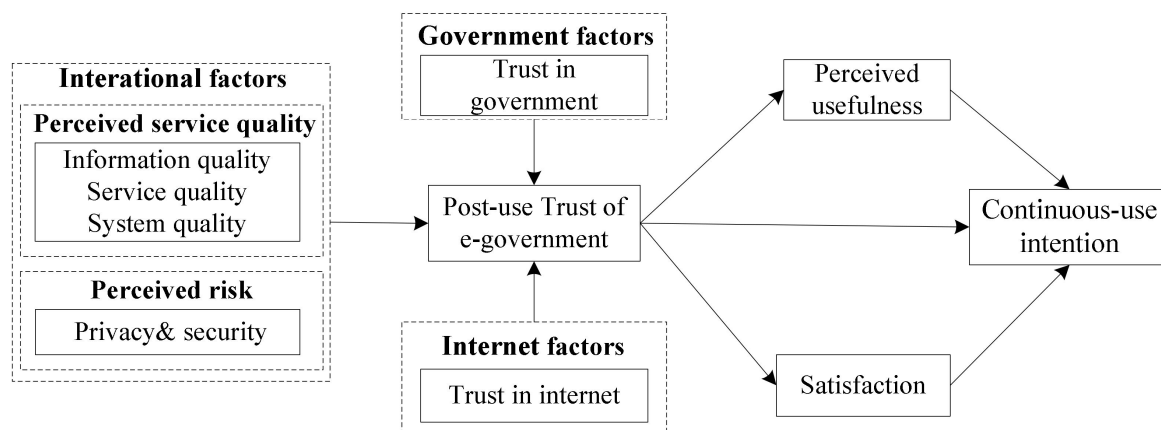 Interational factors
Perceived service quality
Information quality
Service quality
System quality
Perceived risk
Privacy& security
Government factors
Trust in
government
Post-use Trust of
e-government
Internet factors
Trust in internet
Perceived
usefulness
Satisfaction
Continuous-use
intention